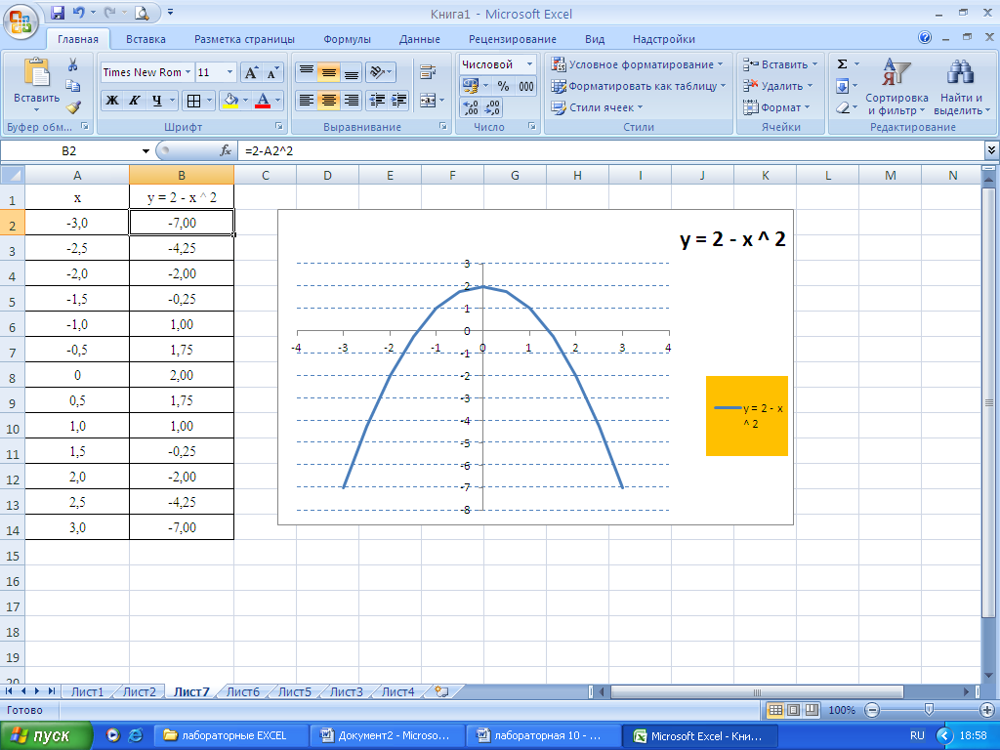 Книга1 - Microsoft Excel
Главная Вставка Разметка страницы Формулы Данные Рецензирование Вид Надстройки
Вставить
Буфер обм...
Times New Rom 11
Ж К Ч
Шрифт
Выравнивание
Числовой
% 000
Число
Условное форматирование
Форматировать как таблицу
Стили ячеек
Стили
Вставить
Удалить
Формат
Ячейки
Σ
Сортировка и фильтр
Найти и выделить
Редактирование
B2 fx =2-A2^2
A B C D E F G H I J K L M N
1 x y = 2 - x ^ 2
2 -3,0 -7,00
3 -2,5 -4,25
4 -2,0 -2,00
5 -1,5 -0,25
6 -1,0 1,00
7 -0,5 1,75
8 0 2,00
9 0,5 1,75
10 1,0 1,00
11 1,5 -0,25
12 2,0 -2,00
13 2,5 -4,25
14 3,0 -7,00
15
16
17
18
19
20
y = 2 - x ^ 2
3
2
1
0
-4 -3 -2 -1 0 1 2 3 4
-1
-2
-3
-4
-5
-6
-7
-8
y = 2 - x
^ 2
Лист1 Лист2 Лист7 Лист6 Лист5 Лист3 Лист4
Готово 100%
пуск лабораторные EXCEL Документ2 - Microso... лабораторная 10 - ... Microsoft Excel - Кни... RU 18:58